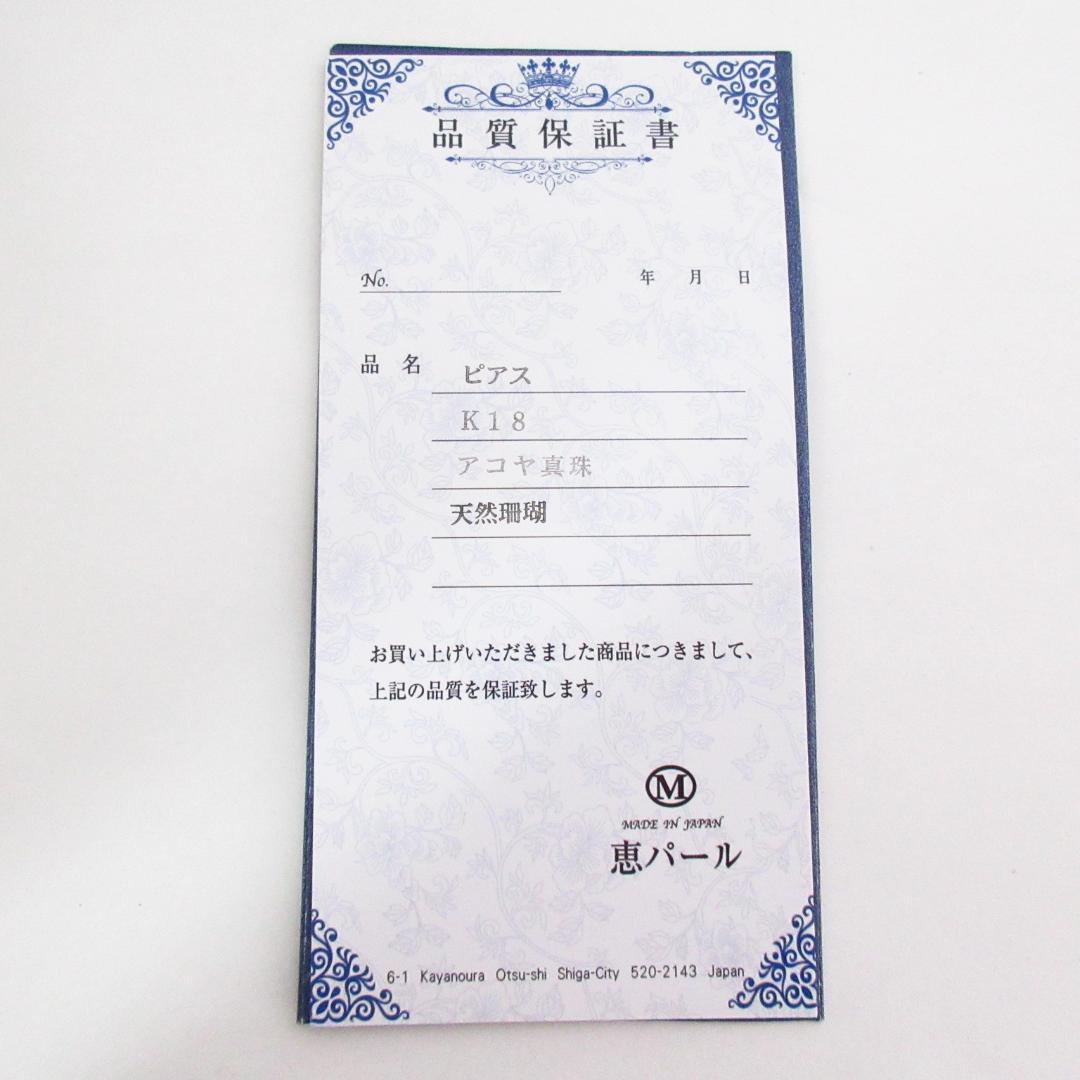 品質保証書
No. 年 月 日
品 名 ピアス
K18
アコヤ真珠
天然珊瑚
お買い上げいただきました商品につきまして、
上記の品質を保証致します。
M
MADE IN JAPAN
恵パール
6-1 Kayanoura Otsu-shi Shiga-City 520-2143 Japan